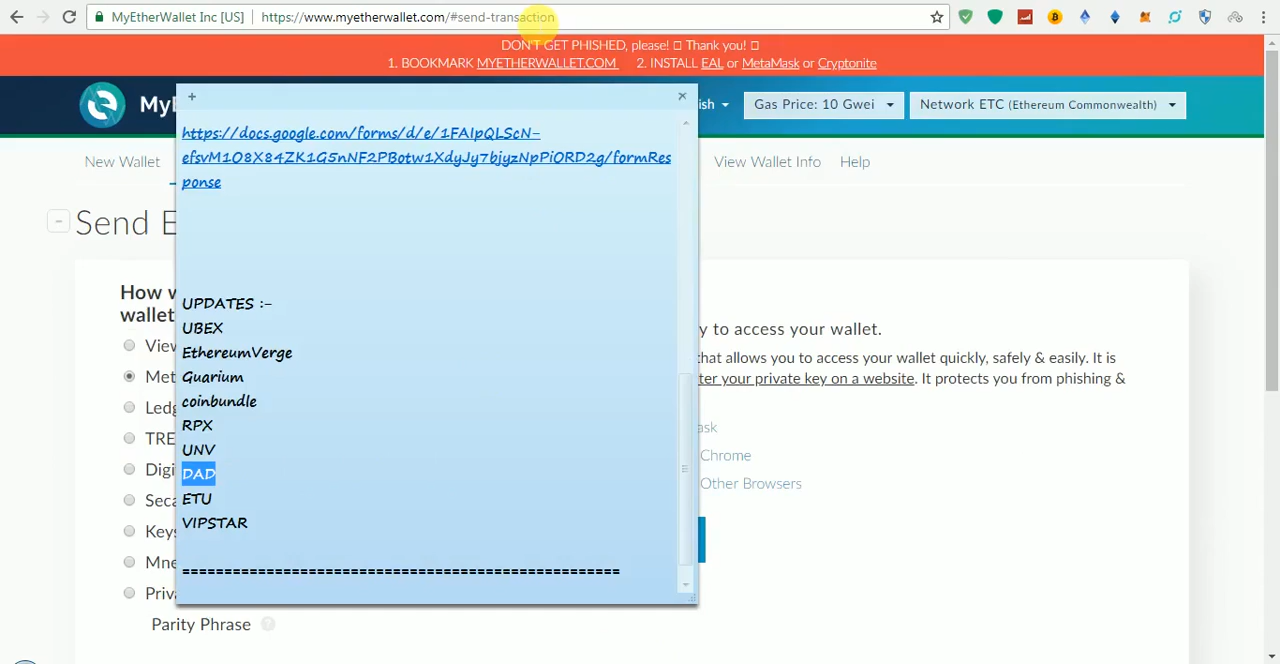 MyEtherWallet Inc [US]
https://www.myetherwallet.com/#send-transaction
DON'T GET PHISHED, please! Thank you!
1. BOOKMARK MYETHERWALLET.COM 2. INSTALL EAL or MetaMask or Cryptonite
Gas Price: 10 Gwei
Network ETC (Ethereum Commonwealth)
New Wallet
View Wallet Info
Help
https://docs.google.com/forms/d/e/1FAIpQLScN-
efsvM1O8X84ZK1G5nNF2PBotw1XdyJy7bjyzNpPiORD2g/formRes
ponse
Send
UPDATES :-
UBEX
EthereumVerge
Guarium
coinbundle
RPX
UNV
DAD
ETU
VIPSTAR
====================================================
How
wallet
y to access your wallet.
that allows you to access your wallet quickly, safely & easily. It is
ter your private key on a website. It protects you from phishing &
ask
Chrome
Other Browsers
Parity Phrase